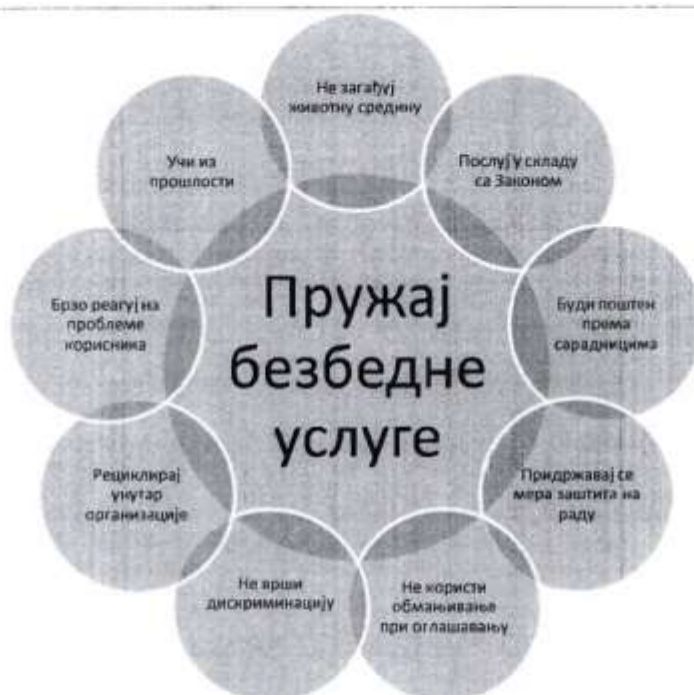 Не загађуј
животну средину
Послуј у складу
са Законом
Буди поштен
према
сарадницима
Придржавај се
мера заштита на
раду
Не користи
обмањивање
при оглашавању
Не врши
дискриминацију
Рециклирај
унутар
организације
Брзо реагуј на
проблеме
корисника
Учи из
прошлости
Пружај
безбедне
услуге